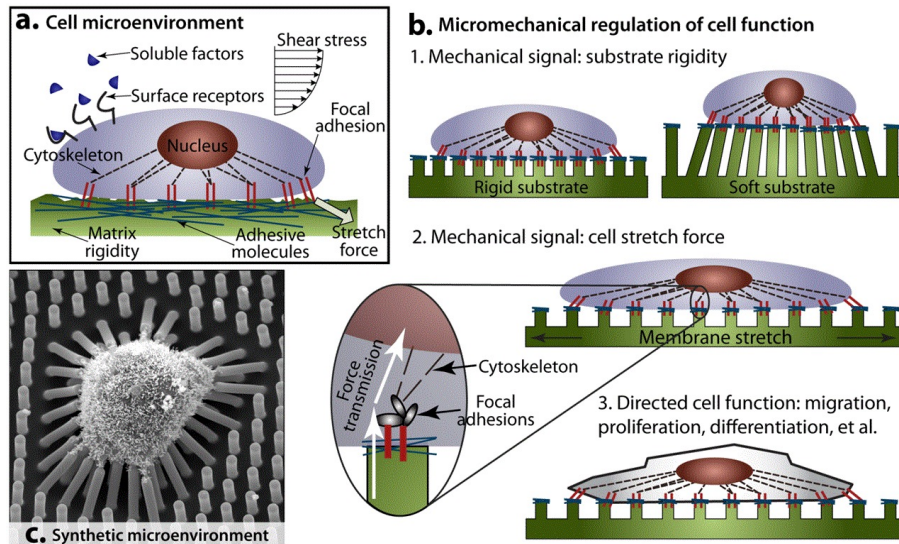 a. Cell microenvironment
Soluble factors
Surface receptors
Shear stress
Focal
adhesion
Cytoskeleton
Nucleus
Matrix
rigidity
Adhesive
molecules
Stretch
force
b. Micromechanical regulation of cell function
1. Mechanical signal: substrate rigidity
Rigid substrate
Soft substrate
2. Mechanical signal: cell stretch force
Membrane stretch
Force
transmission
Cytoskeleton
Focal
adhesions
3. Directed cell function: migration,
proliferation, differentiation, et al.
c. Synthetic microenvironment